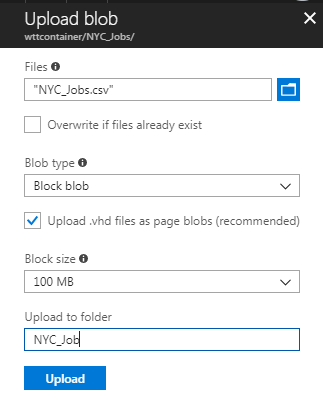 Upload blob
wttcontainer/NYC_Jobs/
Files
"NYC_Jobs.csv"
Overwrite if files already exist
Blob type
Block blob
Upload .vhd files as page blobs (recommended)
Block size
100 MB
Upload to folder
NYC_Job
Upload